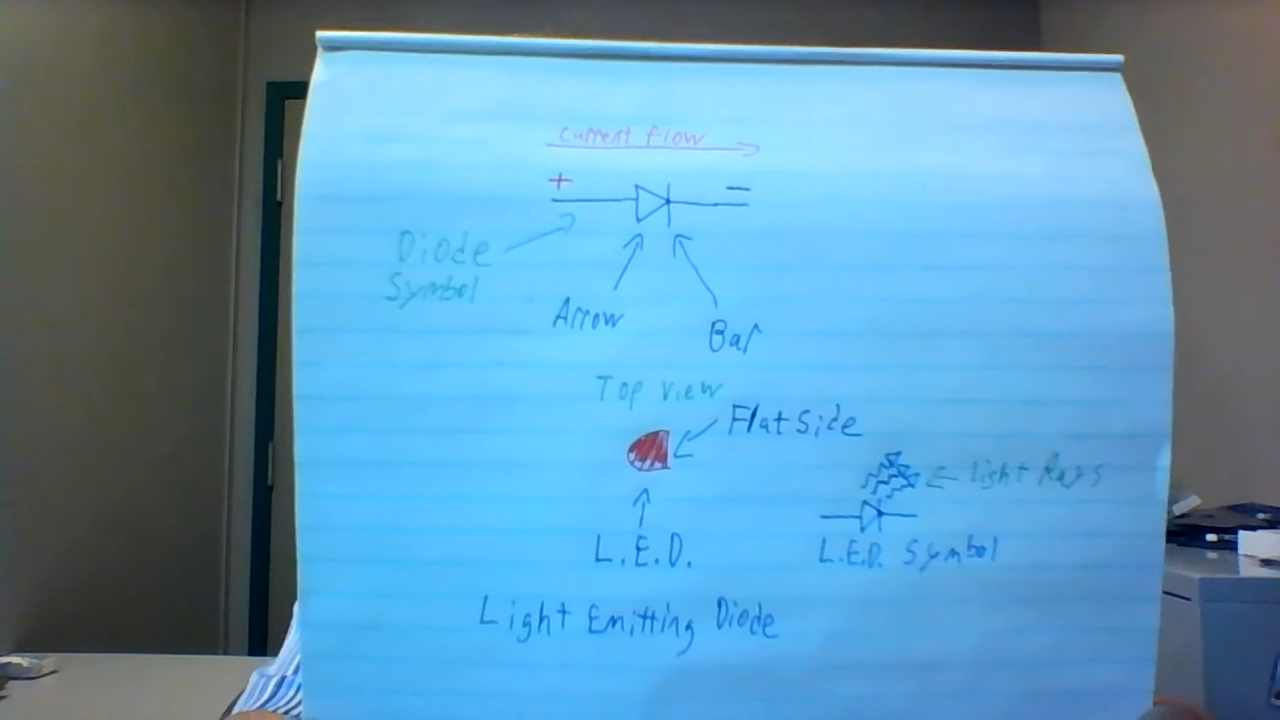 Current flow
+ −
Diode
Symbol
Arrow
Bar
Top view
Flat Side
light Rays
L.E.D.
L.E.D. Symbol
Light Emitting Diode